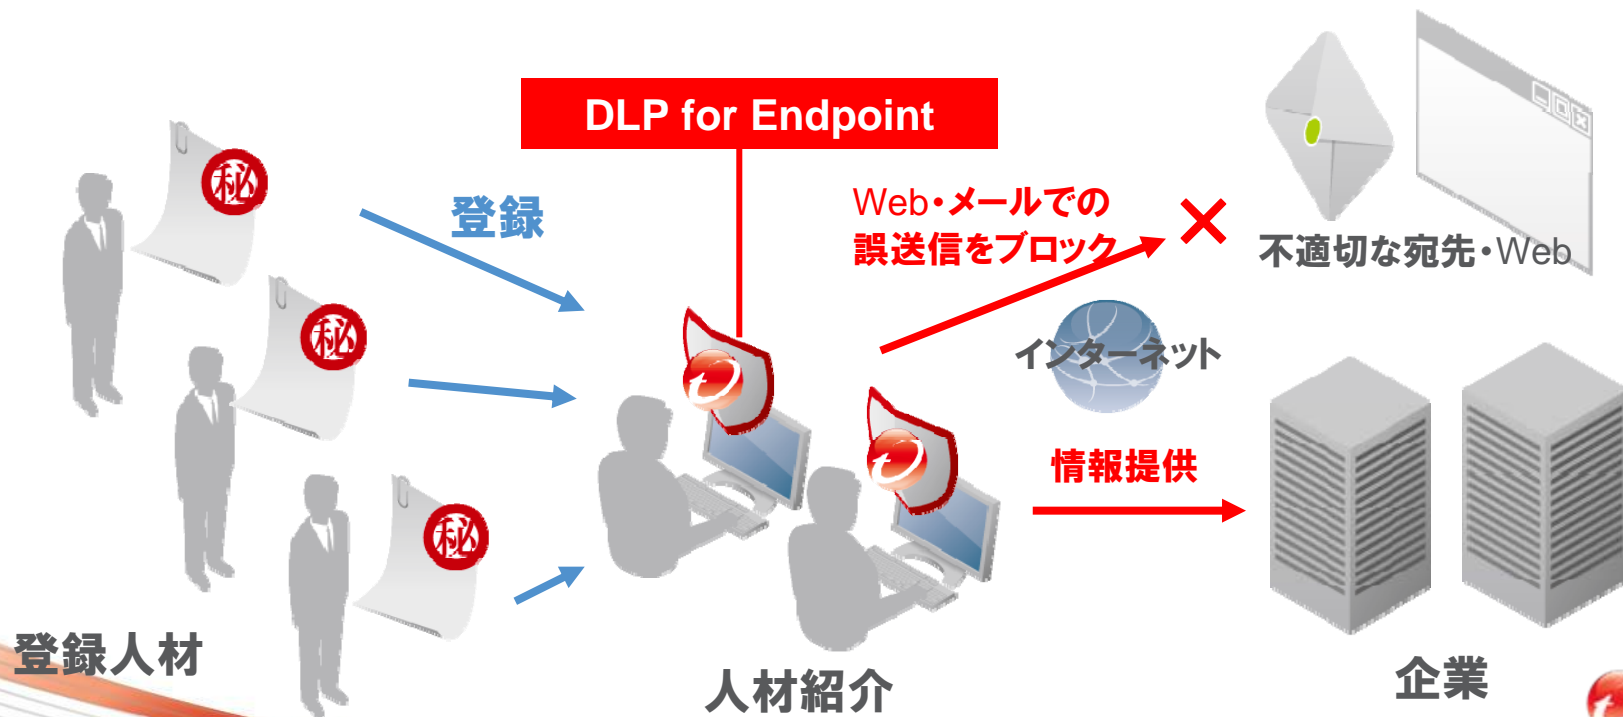 DLP for Endpoint
秘
登録
Web・メールでの
誤送信をブロック
不適切な宛先・Web
秘
インターネット
情報提供
秘
登録人材
人材紹介
企業